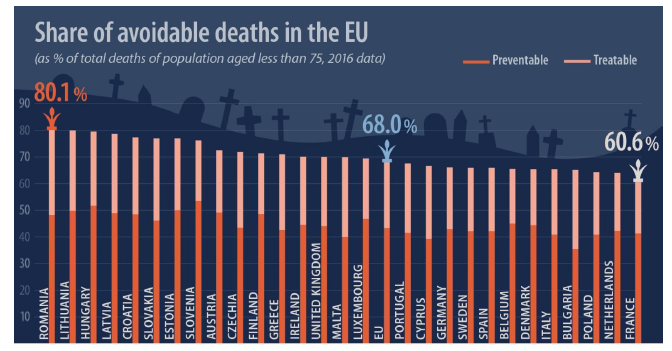 Share of avoidable deaths in the EU
(as % of total deaths of population aged less than 75, 2016 data)
Preventable
Treatable
80.1 %
68.0 %
60.6 %
90
80
70
60
50
40
30
20
10
ROMANIA
LITHUANIA
HUNGARY
LATVIA
CROATIA
SLOVAKIA
ESTONIA
SLOVENIA
AUSTRIA
CZECHIA
FINLAND
GREECE
IRELAND
UNITED KINGDOM
MALTA
LUXEMBOURG
EU
PORTUGAL
CYPRUS
GERMANY
SWEDEN
SPAIN
BELGIUM
DENMARK
ITALY
BULGARIA
POLAND
NETHERLANDS
FRANCE